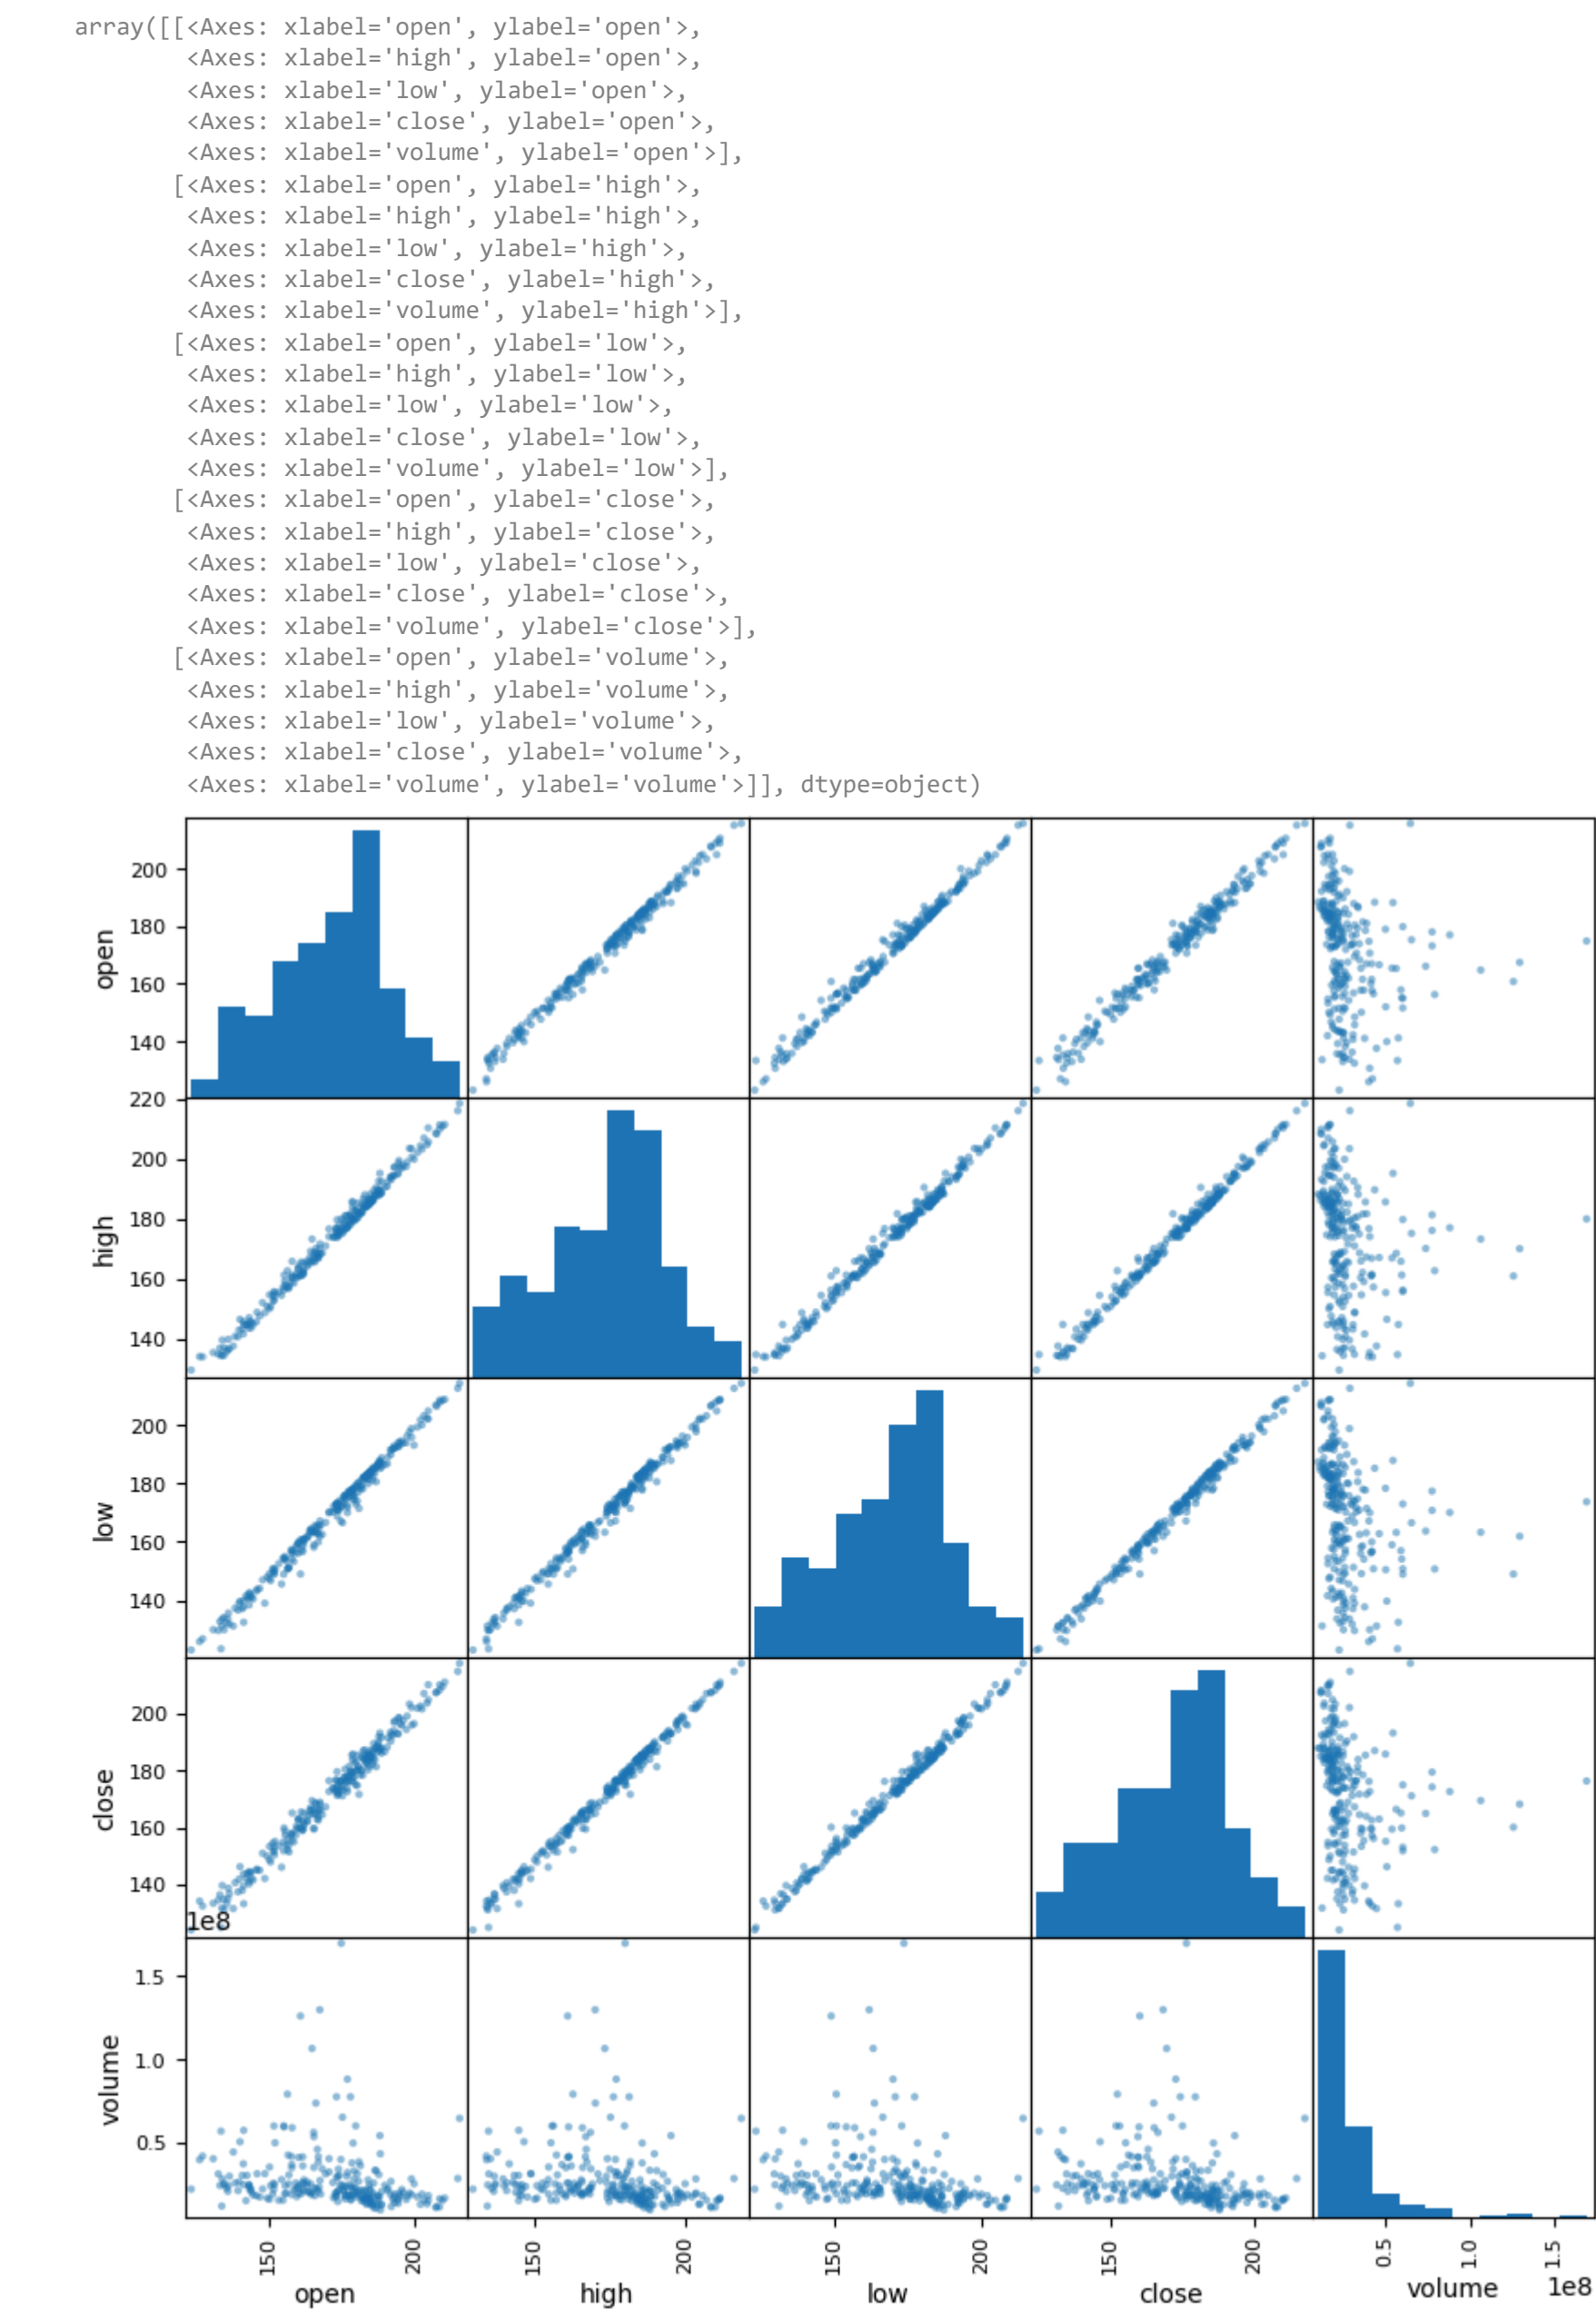 array([[<Axes: xlabel='open', ylabel='open'>,
<Axes: xlabel='high', ylabel='open'>,
<Axes: xlabel='low', ylabel='open'>,
<Axes: xlabel='close', ylabel='open'>,
<Axes: xlabel='volume', ylabel='open'>],
[<Axes: xlabel='open', ylabel='high'>,
<Axes: xlabel='high', ylabel='high'>,
<Axes: xlabel='low', ylabel='high'>,
<Axes: xlabel='close', ylabel='high'>,
<Axes: xlabel='volume', ylabel='high'>],
[<Axes: xlabel='open', ylabel='low'>,
<Axes: xlabel='high', ylabel='low'>,
<Axes: xlabel='low', ylabel='low'>,
<Axes: xlabel='close', ylabel='low'>,
<Axes: xlabel='volume', ylabel='low'>],
[<Axes: xlabel='open', ylabel='close'>,
<Axes: xlabel='high', ylabel='close'>,
<Axes: xlabel='low', ylabel='close'>,
<Axes: xlabel='close', ylabel='close'>,
<Axes: xlabel='volume', ylabel='close'>],
[<Axes: xlabel='open', ylabel='volume'>,
<Axes: xlabel='high', ylabel='volume'>,
<Axes: xlabel='low', ylabel='volume'>,
<Axes: xlabel='close', ylabel='volume'>,
<Axes: xlabel='volume', ylabel='volume'>]], dtype=object)
open
200
180
160
140
high
220
200
180
160
140
low
200
180
160
140
close
200
180
160
140
1e8
volume
1.5
1.0
0.5
150 200 150 200 150 200 150 200 0.5 1.0 1.5
open high low close volume 1e8